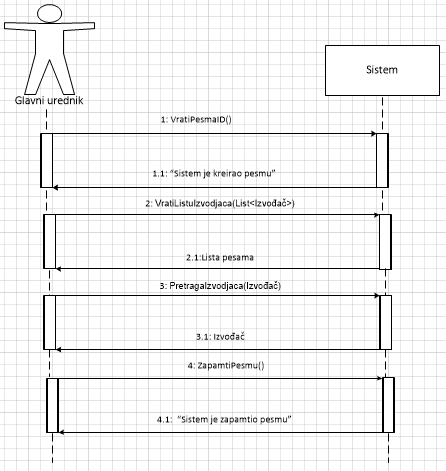 Glavni urednik
Sistem
1: VratiPesmaID()
1.1: “Sistem je kreirao pesmu”
2: VratiListuIzvodjaca(List<Izvođač>)
2.1:Lista pesama
3: PretragaIzvodjaca(Izvođač)
3.1: Izvođač
4: ZapamtiPesmu()
4.1: “Sistem je zapamtio pesmu”